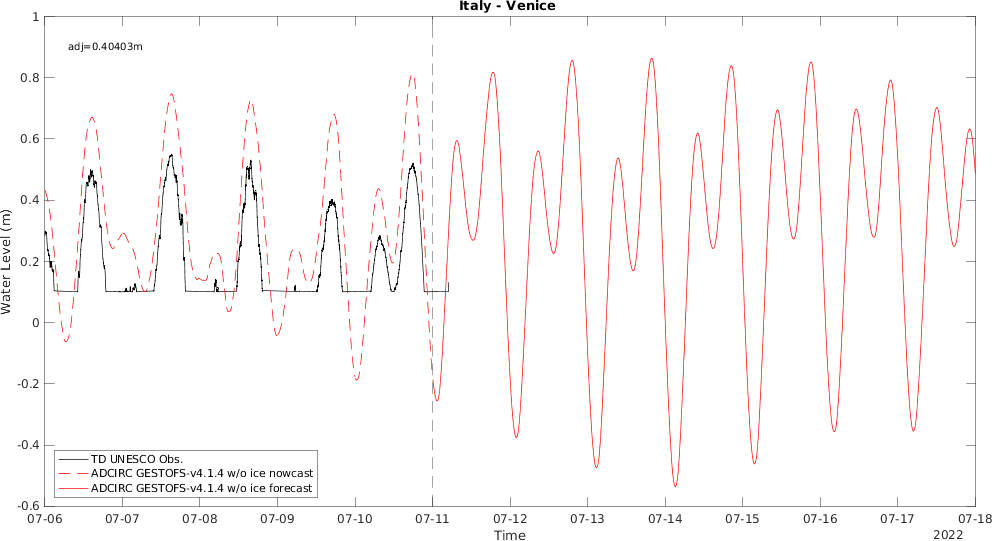 Italy - Venice
adj=0.40403m
Water Level (m)
1
0.8
0.6
0.4
0.2
0
-0.2
-0.4
-0.6
TD UNESCO Obs.
ADCIRC GESTOFS-v4.1.4 w/o ice nowcast
ADCIRC GESTOFS-v4.1.4 w/o ice forecast
07-06 07-07 07-08 07-09 07-10 07-11 07-12 07-13 07-14 07-15 07-16 07-17 07-18
Time
2022